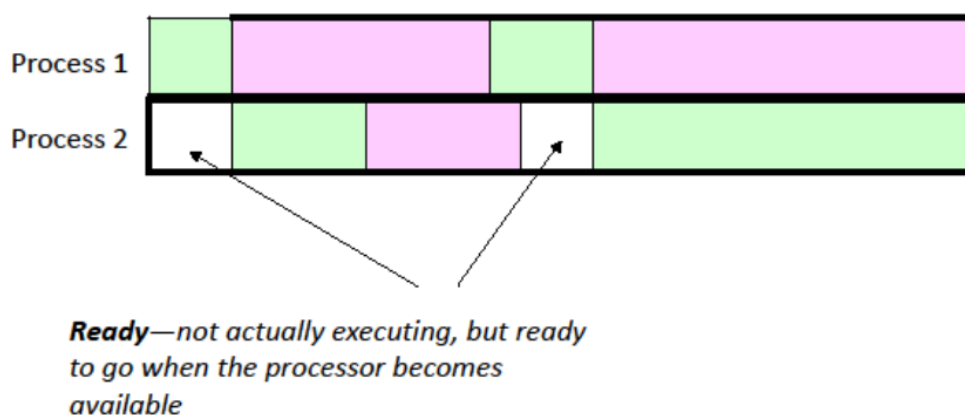 Process 1
Process 2
Ready—not actually executing, but ready
to go when the processor becomes
available